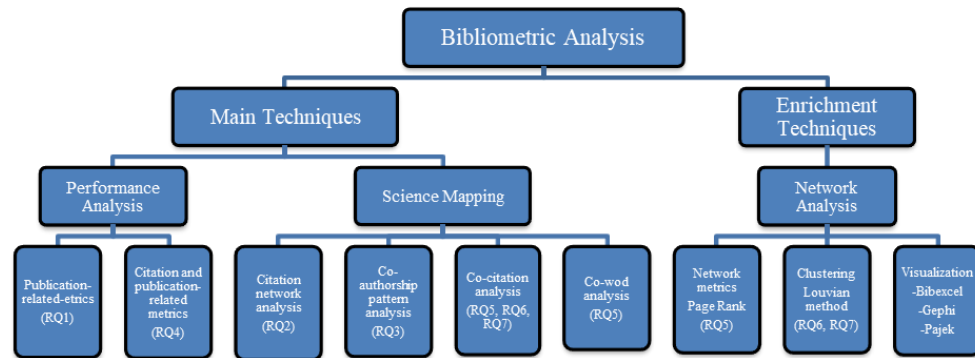 Bibliometric Analysis
Main Techniques
Enrichment
Techniques
Performance
Analysis
Science Mapping
Network
Analysis
Publication-
related-etrics
(RQ1)
Citation and
publication-
related metrics
(RQ4)
Citation
network
analysis
(RQ2)
Co-
authorship
pattern
analysis
(RQ3)
Co-citation
analysis
(RQ5, RQ6,
RQ7)
Co-wod
analysis
(RQ5)
Network
metrics
Page Rank
(RQ5)
Clustering
Louvian
method
(RQ6, RQ7)
Visualization
-Bibexcel
-Gephi
-Pajek